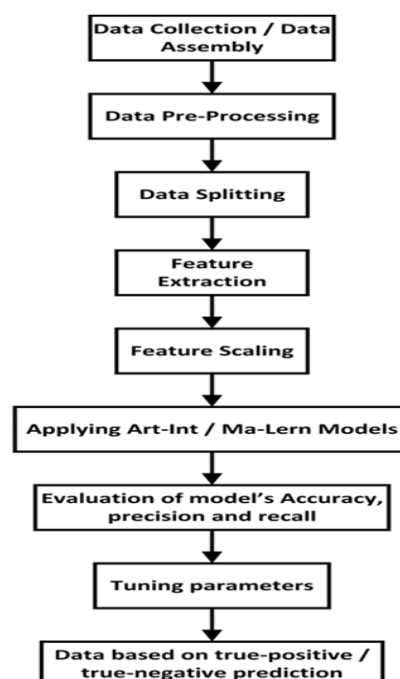 Data Collection / Data
Assembly
Data Pre-Processing
Data Splitting
Feature
Extraction
Feature Scaling
Applying Art-Int / Ma-Lern Models
Evaluation of model's Accuracy,
precision and recall
Tuning parameters
Data based on true-positive /
true-negative prediction